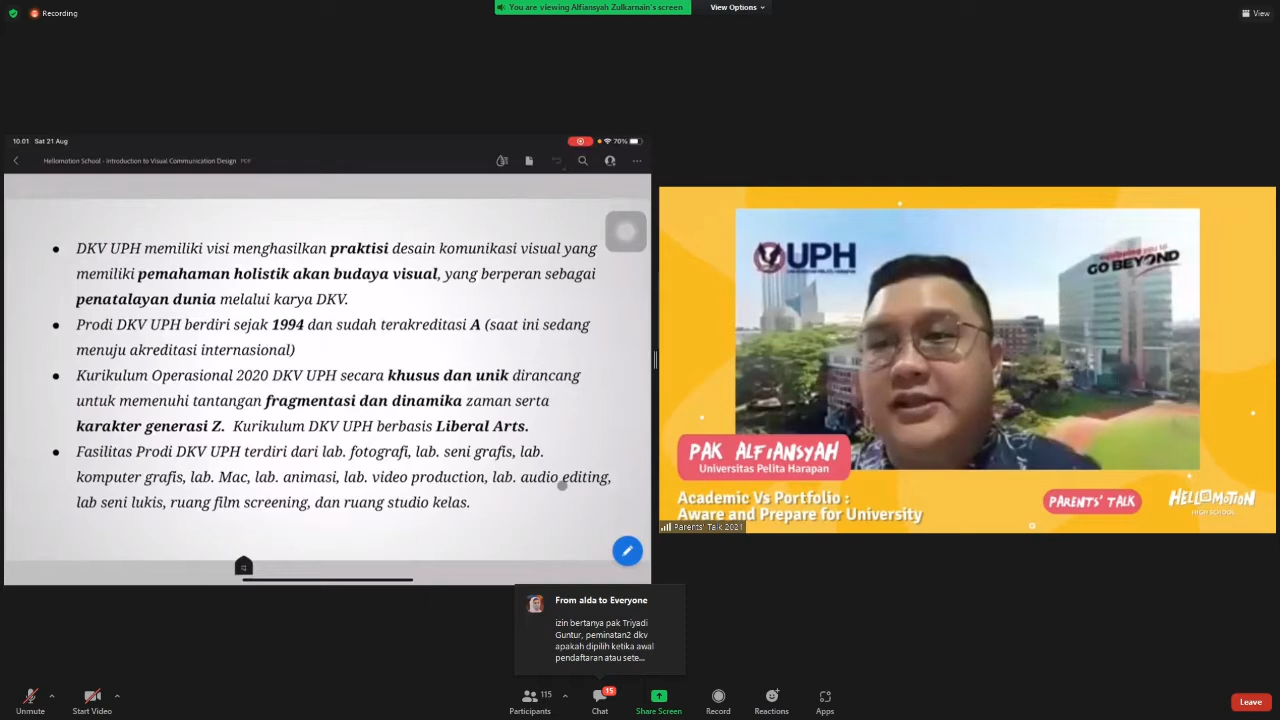 Recording
You are viewing Alfiansyah Zulkarnain's screen
View Options
View
10.01 Sat 21 Aug
70%
Hellomotion School - Introduction to Visual Communication Design PDF
• DKV UPH memiliki visi menghasilkan praktisi desain komunikasi visual yang
memiliki pemahaman holistik akan budaya visual, yang berperan sebagai
penatalayan dunia melalui karya DKV.
• Prodi DKV UPH berdiri sejak 1994 dan sudah terakreditasi A (saat ini sedang
menuju akreditasi internasional)
• Kurikulum Operasional 2020 DKV UPH secara khusus dan unik dirancang
untuk memenuhi tantangan fragmentasi dan dinamika zaman serta
karakter generasi Z. Kurikulum DKV UPH berbasis Liberal Arts.
• Fasilitas Prodi DKV UPH terdiri dari lab. fotografi, lab. seni grafis, lab.
komputer grafis, lab. Mac, lab. animasi, lab. video production, lab. audio editing,
lab seni lukis, ruang film screening, dan ruang studio kelas.
UPH
UNIVERSITAS PELITA HARAPAN
GO BEYOND
PAK ALFIANSYAH
Universitas Pelita Harapan
Academic Vs Portfolio :
Aware and Prepare for University
PARENTS' TALK
HELLOMOTION
HIGH SCHOOL
Parents' Talk 2021
From alda to Everyone
izin bertanya pak Triyadi
Guntur, peminatan2 dkv
apakah dipilih ketika awal
pendaftaran atau sete...
Unmute
Start Video
115
Participants
15
Chat
Share Screen
Record
Reactions
Apps
Leave